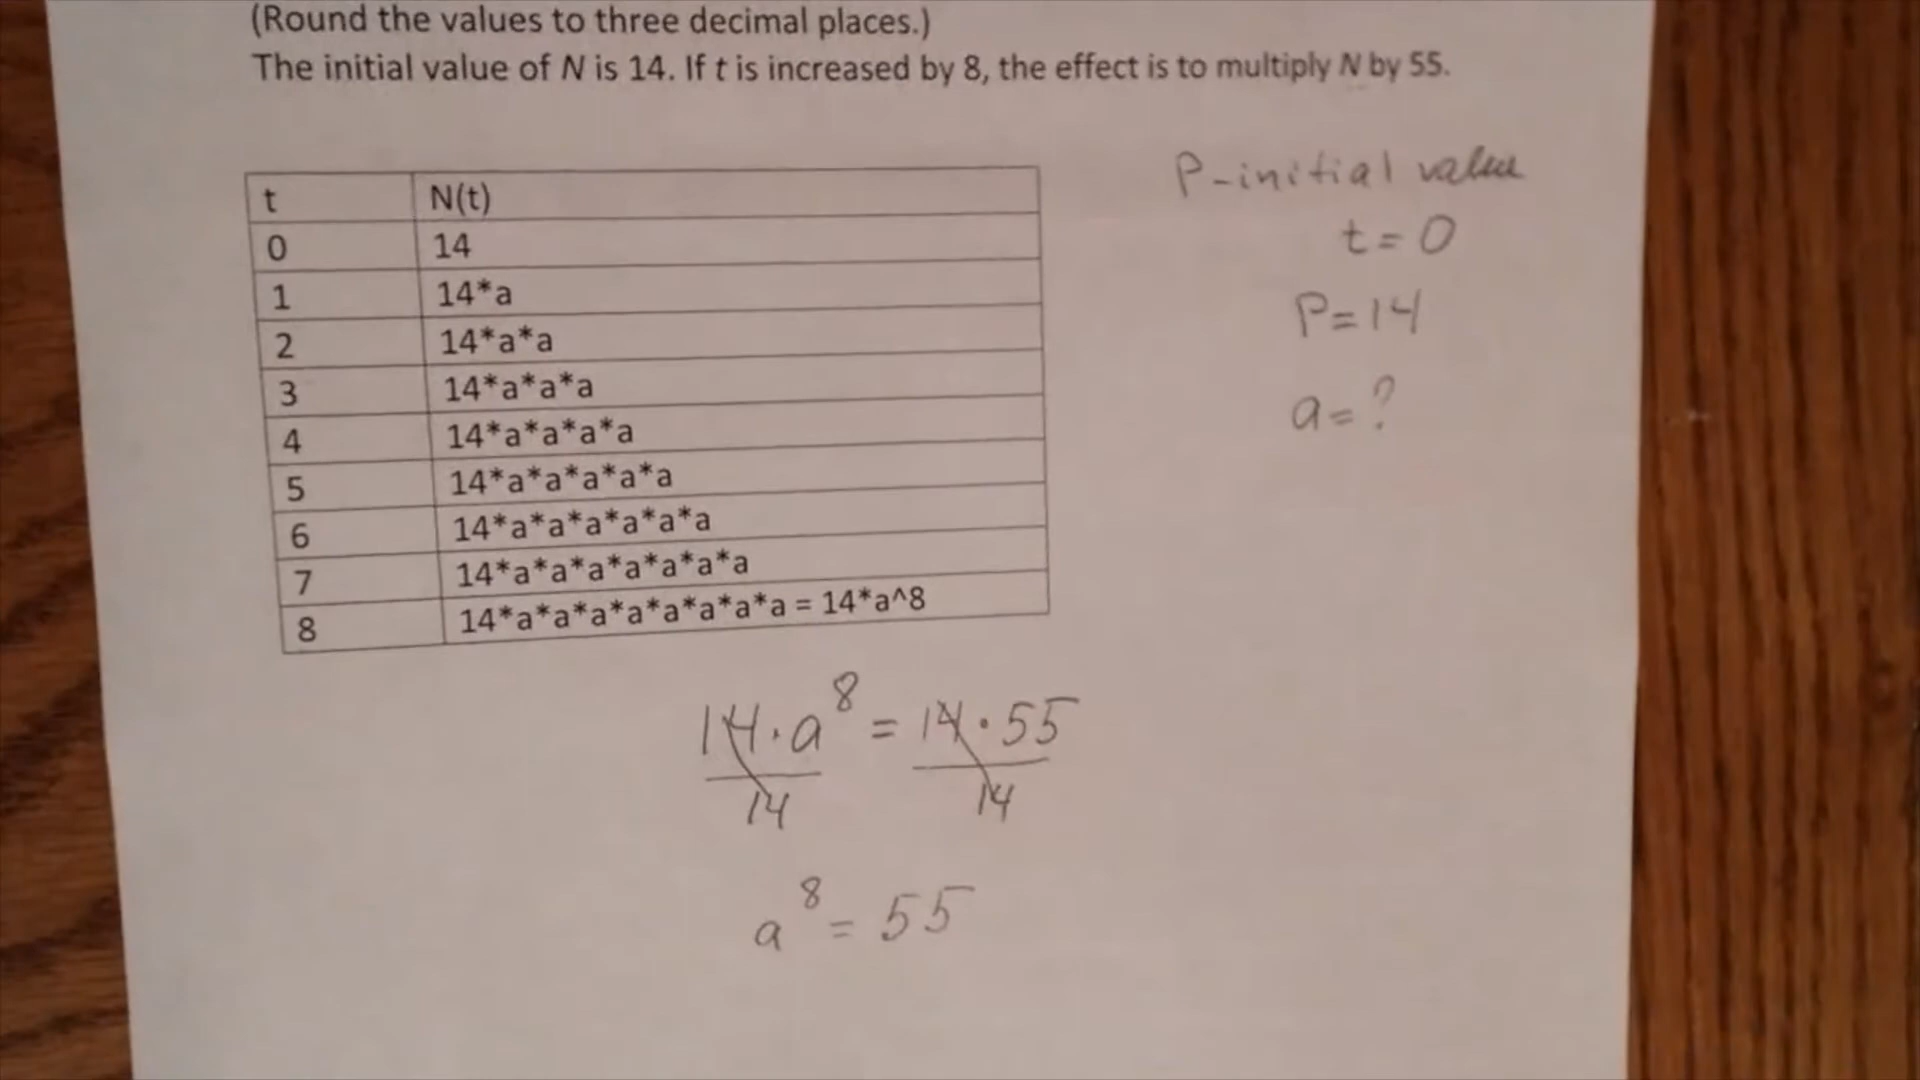 (Round the values to three decimal places.)
The initial value of N is 14. If t is increased by 8, the effect is to multiply N by 55.
P-initial value
t = 0
P = 14
a = ?
t N(t)
0 14
1 14*a
2 14*a*a
3 14*a*a*a
4 14*a*a*a*a
5 14*a*a*a*a*a
6 14*a*a*a*a*a*a
7 14*a*a*a*a*a*a*a
8 14*a*a*a*a*a*a*a*a = 14*a^8
14·a⁸ = 14·55
14 14
a⁸ = 55